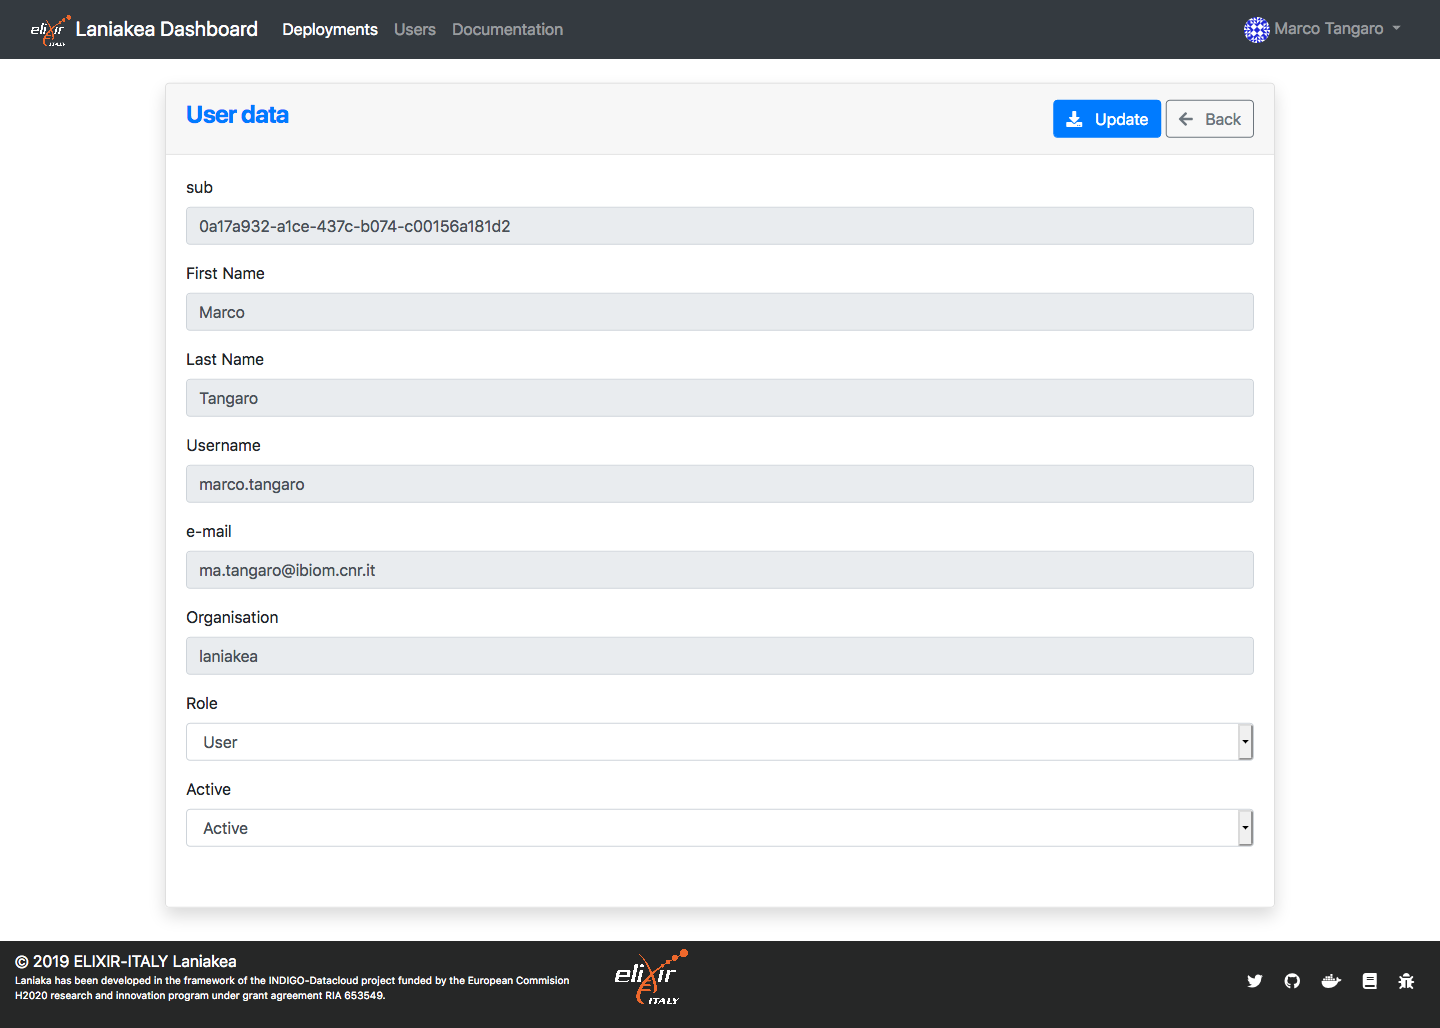 elixir
ITALY
Laniakea Dashboard Deployments Users Documentation Marco Tangaro
User data
Update
Back
sub
0a17a932-a1ce-437c-b074-c00156a181d2
First Name
Marco
Last Name
Tangaro
Username
marco.tangaro
e-mail
ma.tangaro@ibiom.cnr.it
Organisation
laniakea
Role
User
Active
Active
© 2019 ELIXIR-ITALY Laniakea
Laniaka has been developed in the framework of the INDIGO-Datacloud project funded by the European Commision
H2020 research and innovation program under grant agreement RIA 653549.
elixir
ITALY